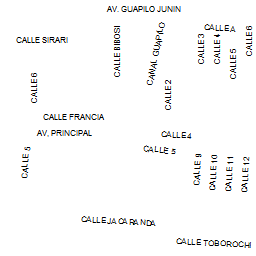 AV. GUAPILO JUNIN
CALLE SIRARI
CALLE BIBOSI
CANAL GUAPILO
CALLE A
CALLE 3
CALLE 4
CALLE 5
CALLE 6
CALLE 6
CALLE 2
CALLE FRANCIA
AV, PRINCIPAL
CALLE 4
CALLE 5
CALLE 5
CALLE 9
CALLE 10
CALLE 11
CALLE 12
CALLE JACARANDA
CALLE TOBOROCHI